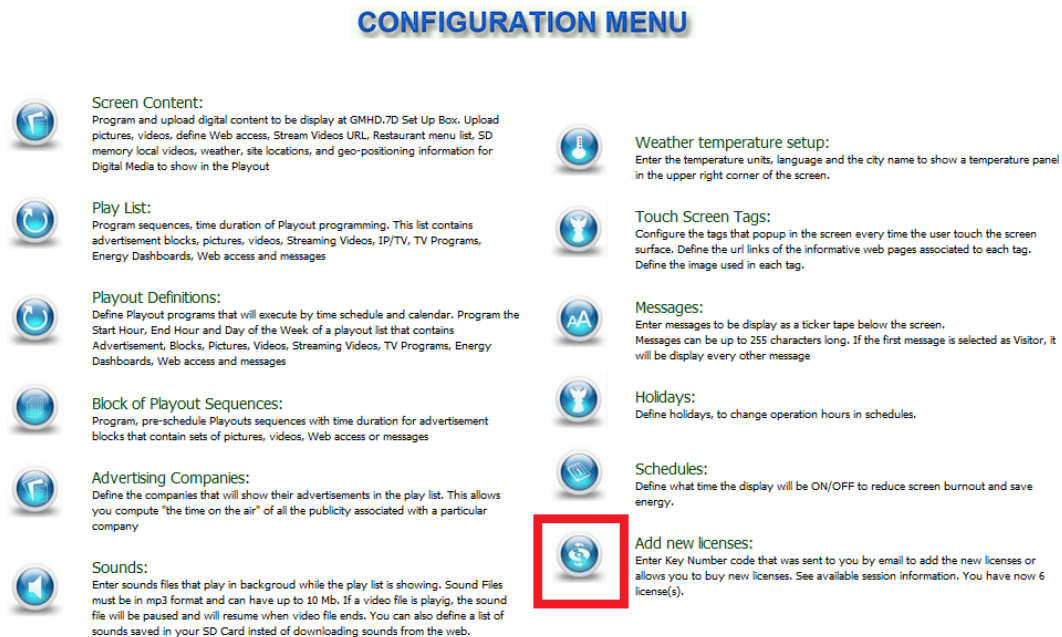 CONFIGURATION MENU
Screen Content:
Program and upload digital content to be display at GMHD.7D Set Up Box. Upload
pictures, videos, define Web access, Stream Videos URL, Restaurant menu list, SD
memory local videos, weather, site locations, and geo-positioning information for
Digital Media to show in the Playout
Play List:
Program sequences, time duration of Playout programming. This list contains
advertisement blocks, pictures, videos, Streaming Videos, IP/TV, TV Programs,
Energy Dashboards, Web access and messages
Playout Definitions:
Define Playout programs that will execute by time schedule and calendar. Program the
Start Hour, End Hour and Day of the Week of a playout list that contains
Advertisement, Blocks, Pictures, Videos, Streaming Videos, TV Programs, Energy
Dashboards, Web access and messages
Block of Playout Sequences:
Program, pre-schedule Playouts sequences with time duration for advertisement
blocks that contain sets of pictures, videos, Web access or messages
Advertising Companies:
Define the companies that will show their advertisements in the play list. This allows
you compute "the time on the air" of all the publicity associated with a particular
company
Sounds:
Enter sounds files that play in backgroud while the play list is showing. Sound Files
must be in mp3 format and can have up to 10 Mb. If a video file is playig, the sound
file will be paused and will resume when video file ends. You can also define a list of
sounds saved in your SD Card insted of downloading sounds from the web.
Weather temperature setup:
Enter the temperature units, language and the city name to show a temperature panel
in the upper right corner of the screen.
Touch Screen Tags:
Configure the tags that popup in the screen every time the user touch the screen
surface. Define the url links of the informative web pages associated to each tag.
Define the image used in each tag.
AA
Messages:
Enter messages to be display as a ticker tape below the screen.
Messages can be up to 255 characters long. If the first message is selected as Visitor, it
will be display every other message
Holidays:
Define holidays, to change operation hours in schedules.
Schedules:
Define what time the display will be ON/OFF to reduce screen burnout and save
energy.
Add new licenses:
Enter Key Number code that was sent to you by email to add the new licenses or
allows you to buy new licenses. See available session information. You have now 6
license(s).